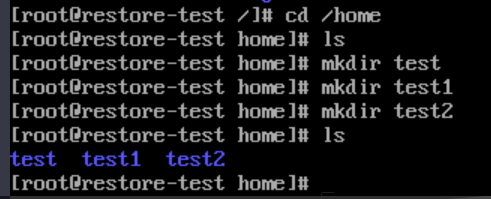 [root@restore-test /]# cd /home
[root@restore-test home]# ls
[root@restore-test home]# mkdir test
[root@restore-test home]# mkdir test1
[root@restore-test home]# mkdir test2
[root@restore-test home]# ls
test  test1  test2
[root@restore-test home]#